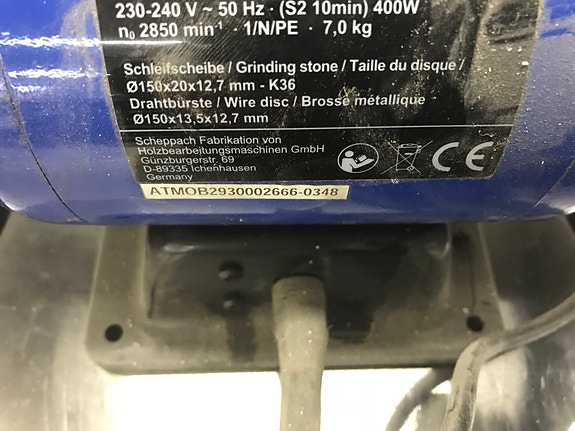 230-240 V ~ 50 Hz · (S2 10min) 400W
n₀ 2850 min⁻¹ · 1/N/PE · 7,0 kg
Schleifscheibe / Grinding stone / Taille du disque /
Ø150x20x12,7 mm - K36
Drahtbürste / Wire disc / Brosse métallique
Ø150x13,5x12,7 mm
Scheppach Fabrikation von
Holzbearbeitungsmaschinen GmbH
Günzburgerstr. 69
D-89335 Ichenhausen
Germany
CE
ATMOB2930002666-0348